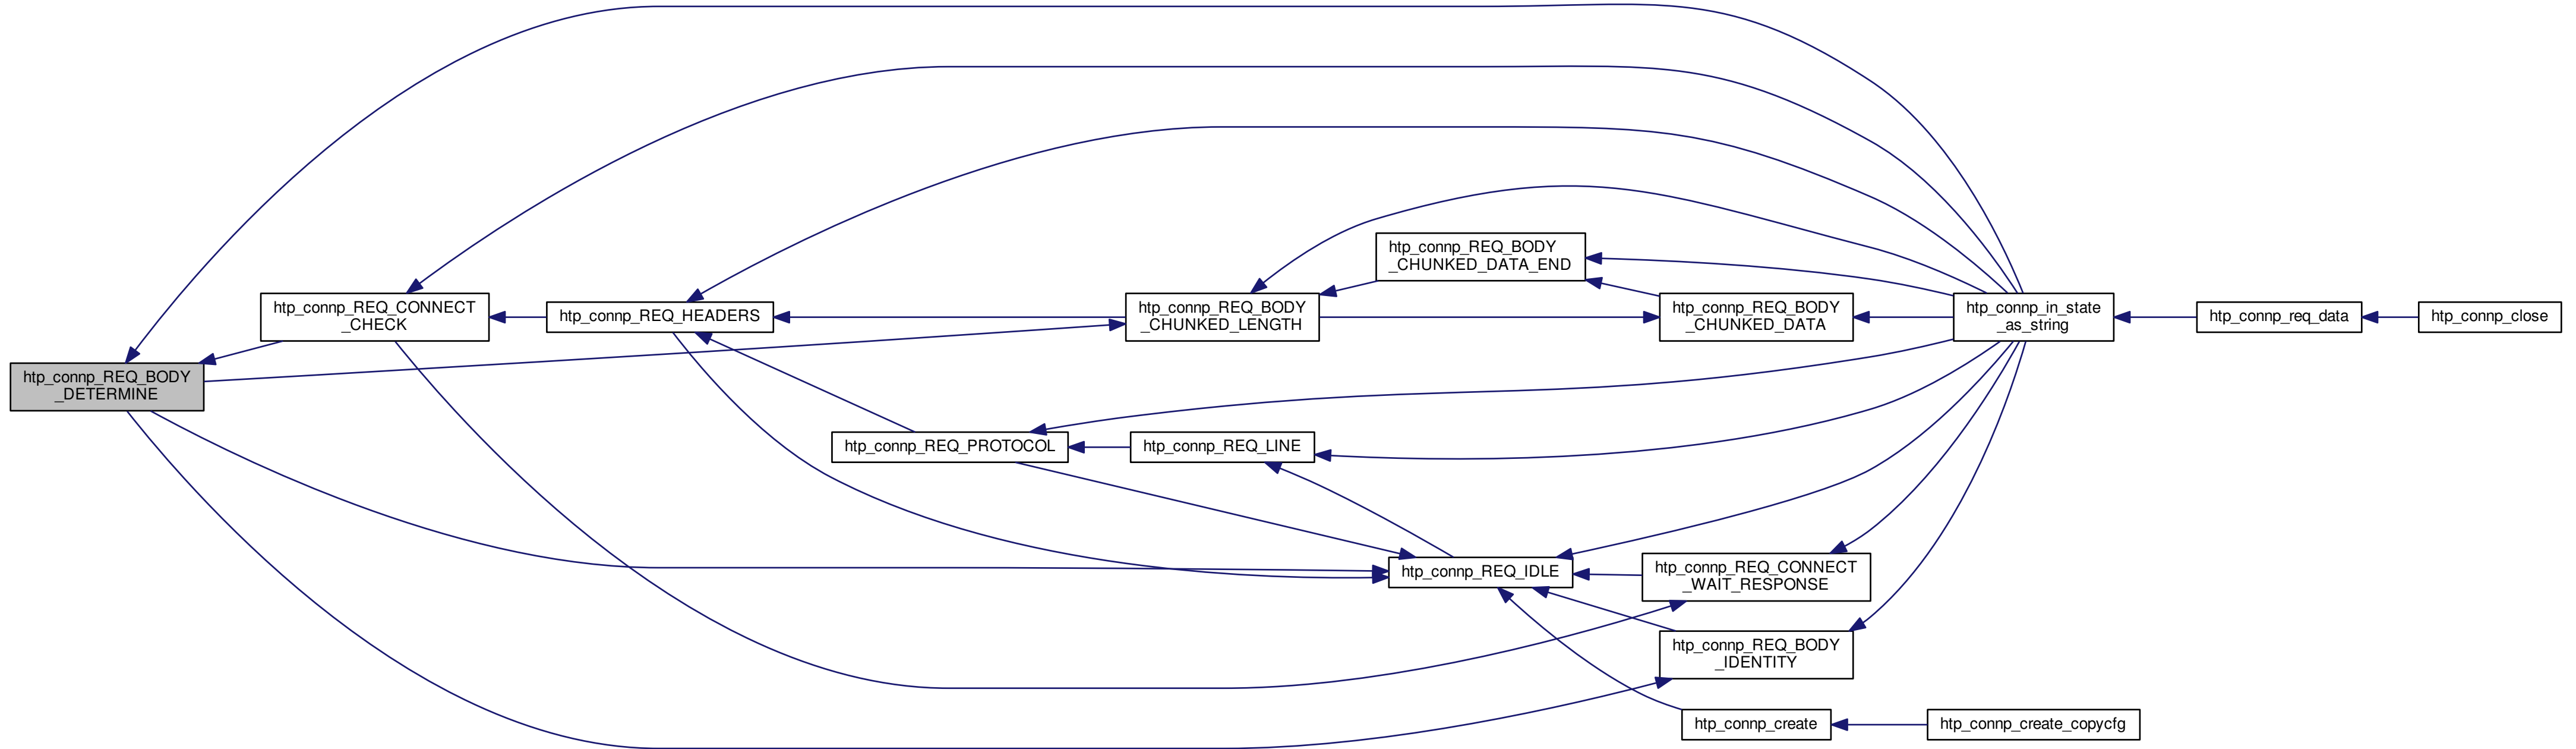 htp_connp_REQ_BODY
_DETERMINE
htp_connp_REQ_CONNECT
_CHECK
htp_connp_REQ_HEADERS
htp_connp_REQ_PROTOCOL
htp_connp_REQ_BODY
_CHUNKED_LENGTH
htp_connp_REQ_LINE
htp_connp_REQ_BODY
_CHUNKED_DATA_END
htp_connp_REQ_IDLE
htp_connp_REQ_BODY
_CHUNKED_DATA
htp_connp_REQ_CONNECT
_WAIT_RESPONSE
htp_connp_REQ_BODY
_IDENTITY
htp_connp_create
htp_connp_in_state
_as_string
htp_connp_create_copycfg
htp_connp_req_data
htp_connp_close